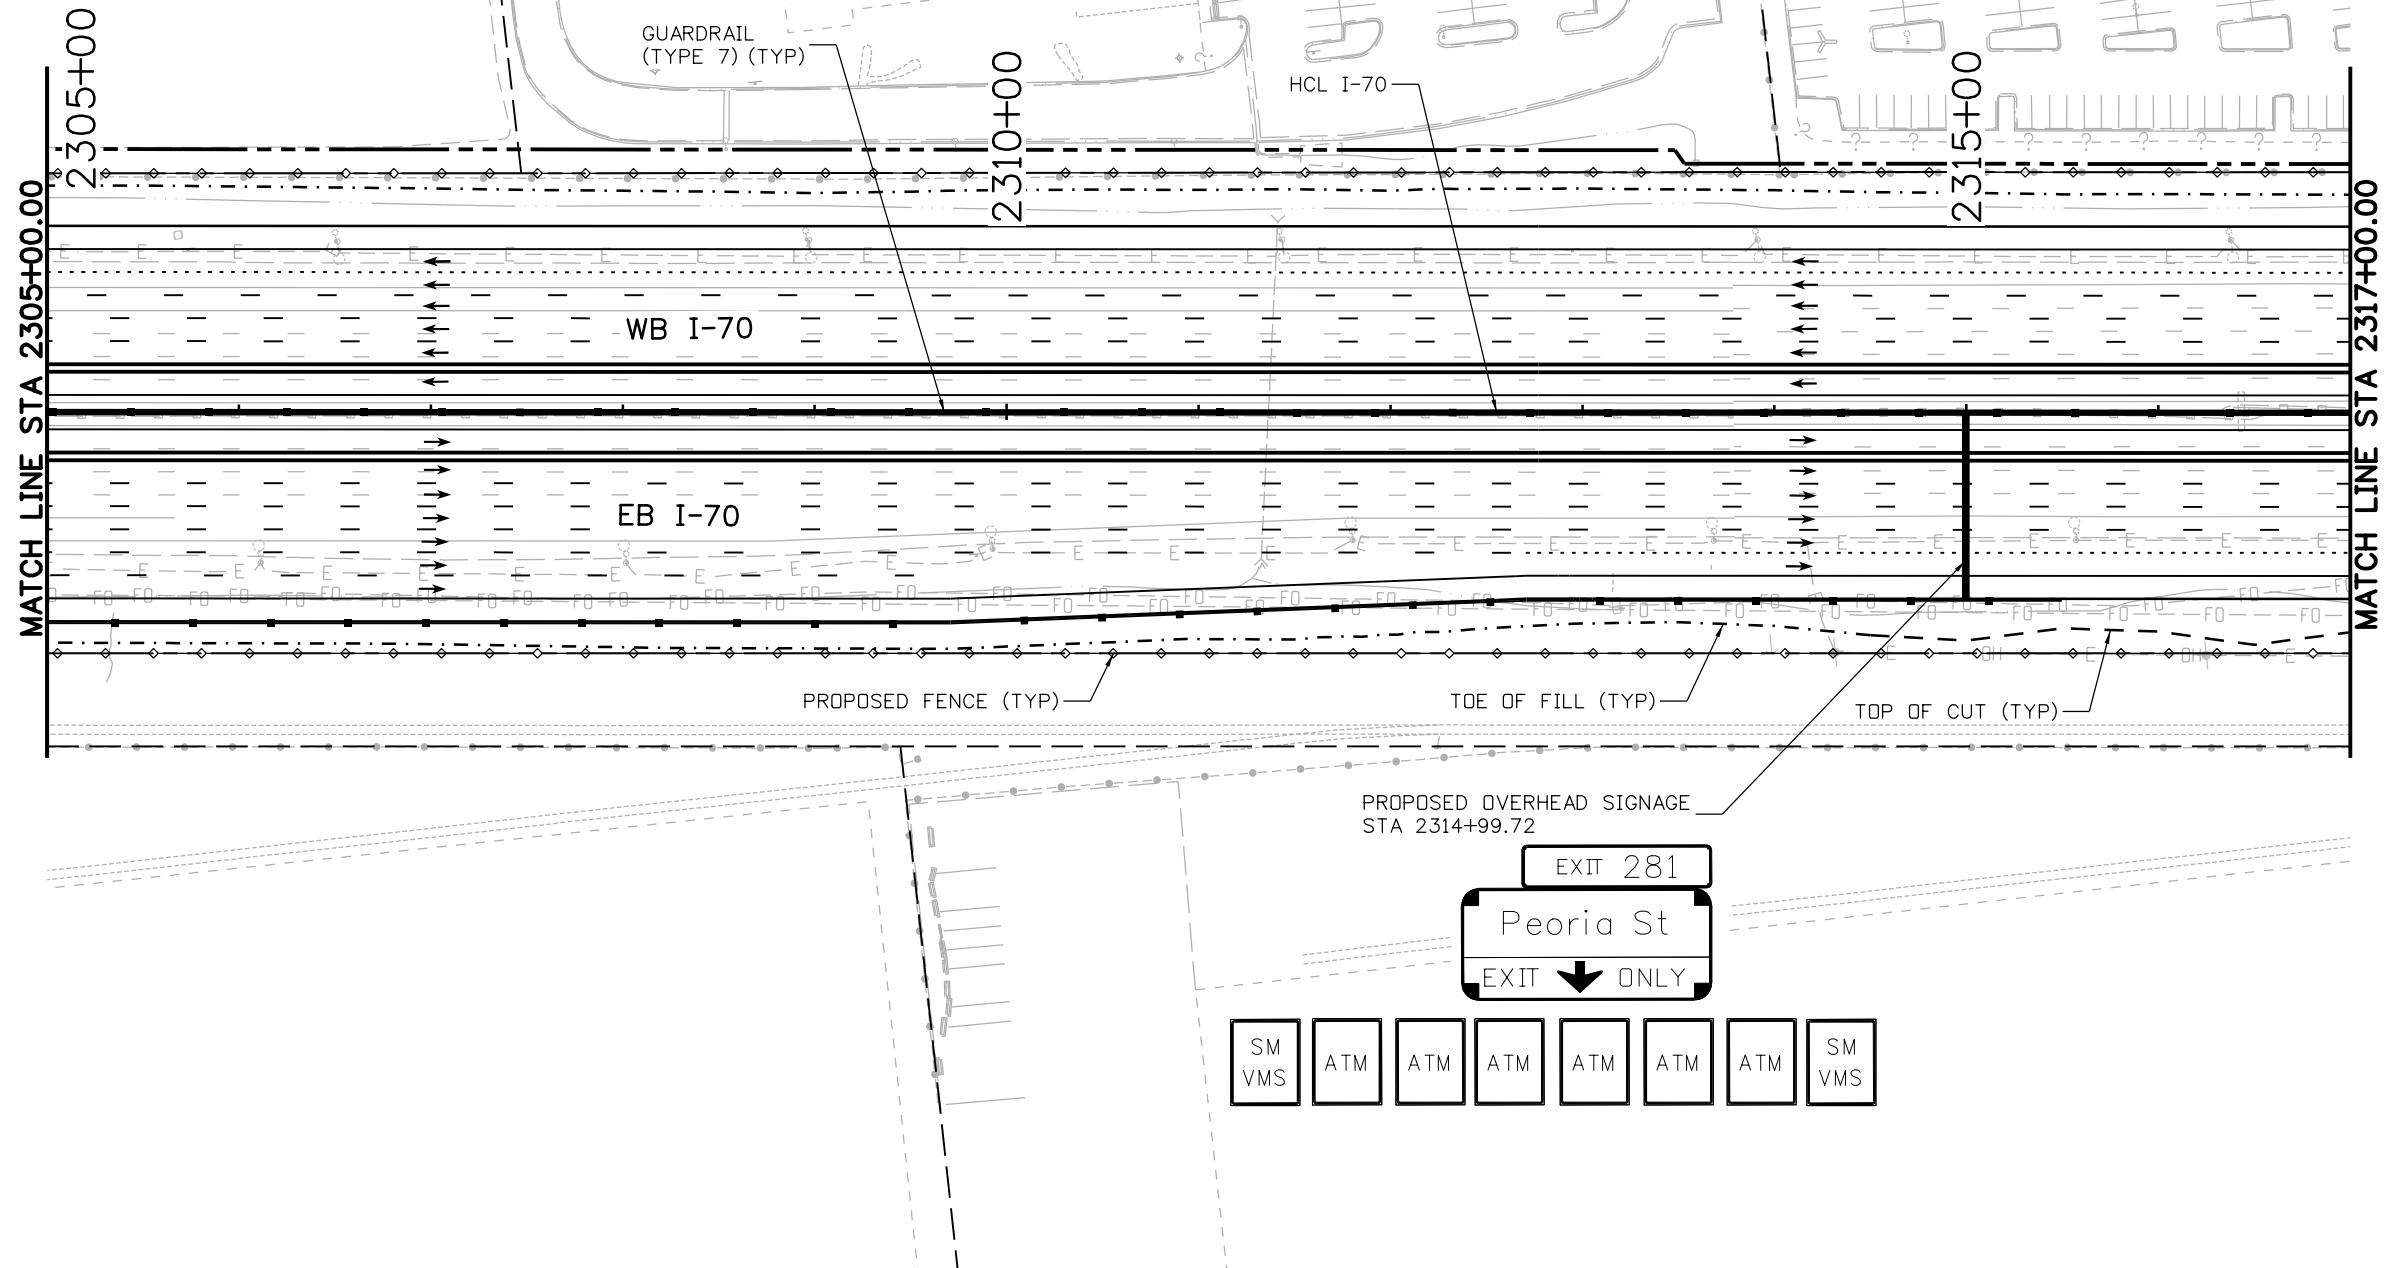 2305+00
GUARDRAIL
(TYPE 7) (TYP)
2310+00
HCL I-70
2315+00
MATCH LINE STA 2305+00.00
MATCH LINE STA 2317+00.00
WB I-70
EB I-70
PROPOSED FENCE (TYP)
TOE OF FILL (TYP)
TOP OF CUT (TYP)
PROPOSED OVERHEAD SIGNAGE
STA 2314+99.72
EXIT 281
Peoria St
EXIT ONLY
SM
VMS
ATM
ATM
ATM
ATM
ATM
ATM
SM
VMS